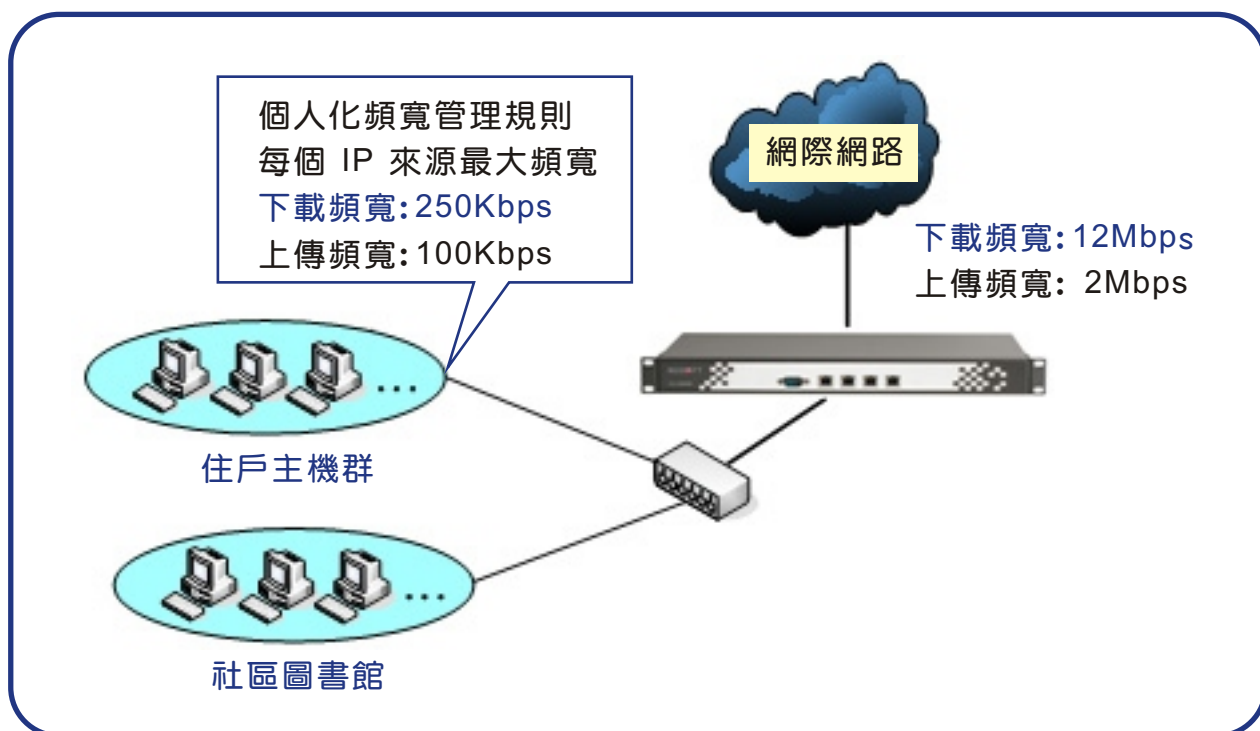 個人化頻寬管理規則
每個 IP 來源最大頻寬
下載頻寬：250Kbps
上傳頻寬：100Kbps
網際網路
下載頻寬：12Mbps
上傳頻寬： 2Mbps
住戶主機群
社區圖書館